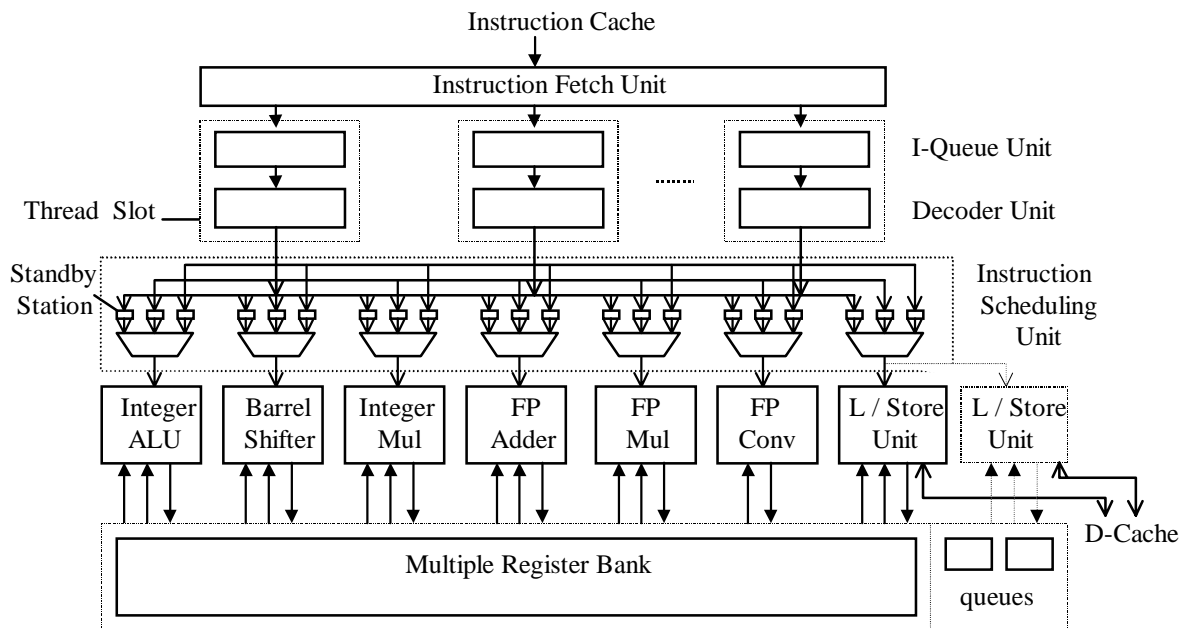 Instruction Cache
Instruction Fetch Unit
I-Queue Unit
Thread Slot
Decoder Unit
Standby
Station
Instruction
Scheduling
Unit
Integer
ALU
Barrel
Shifter
Integer
Mul
FP
Adder
FP
Mul
FP
Conv
L / Store
Unit
L / Store
Unit
D-Cache
Multiple Register Bank
queues